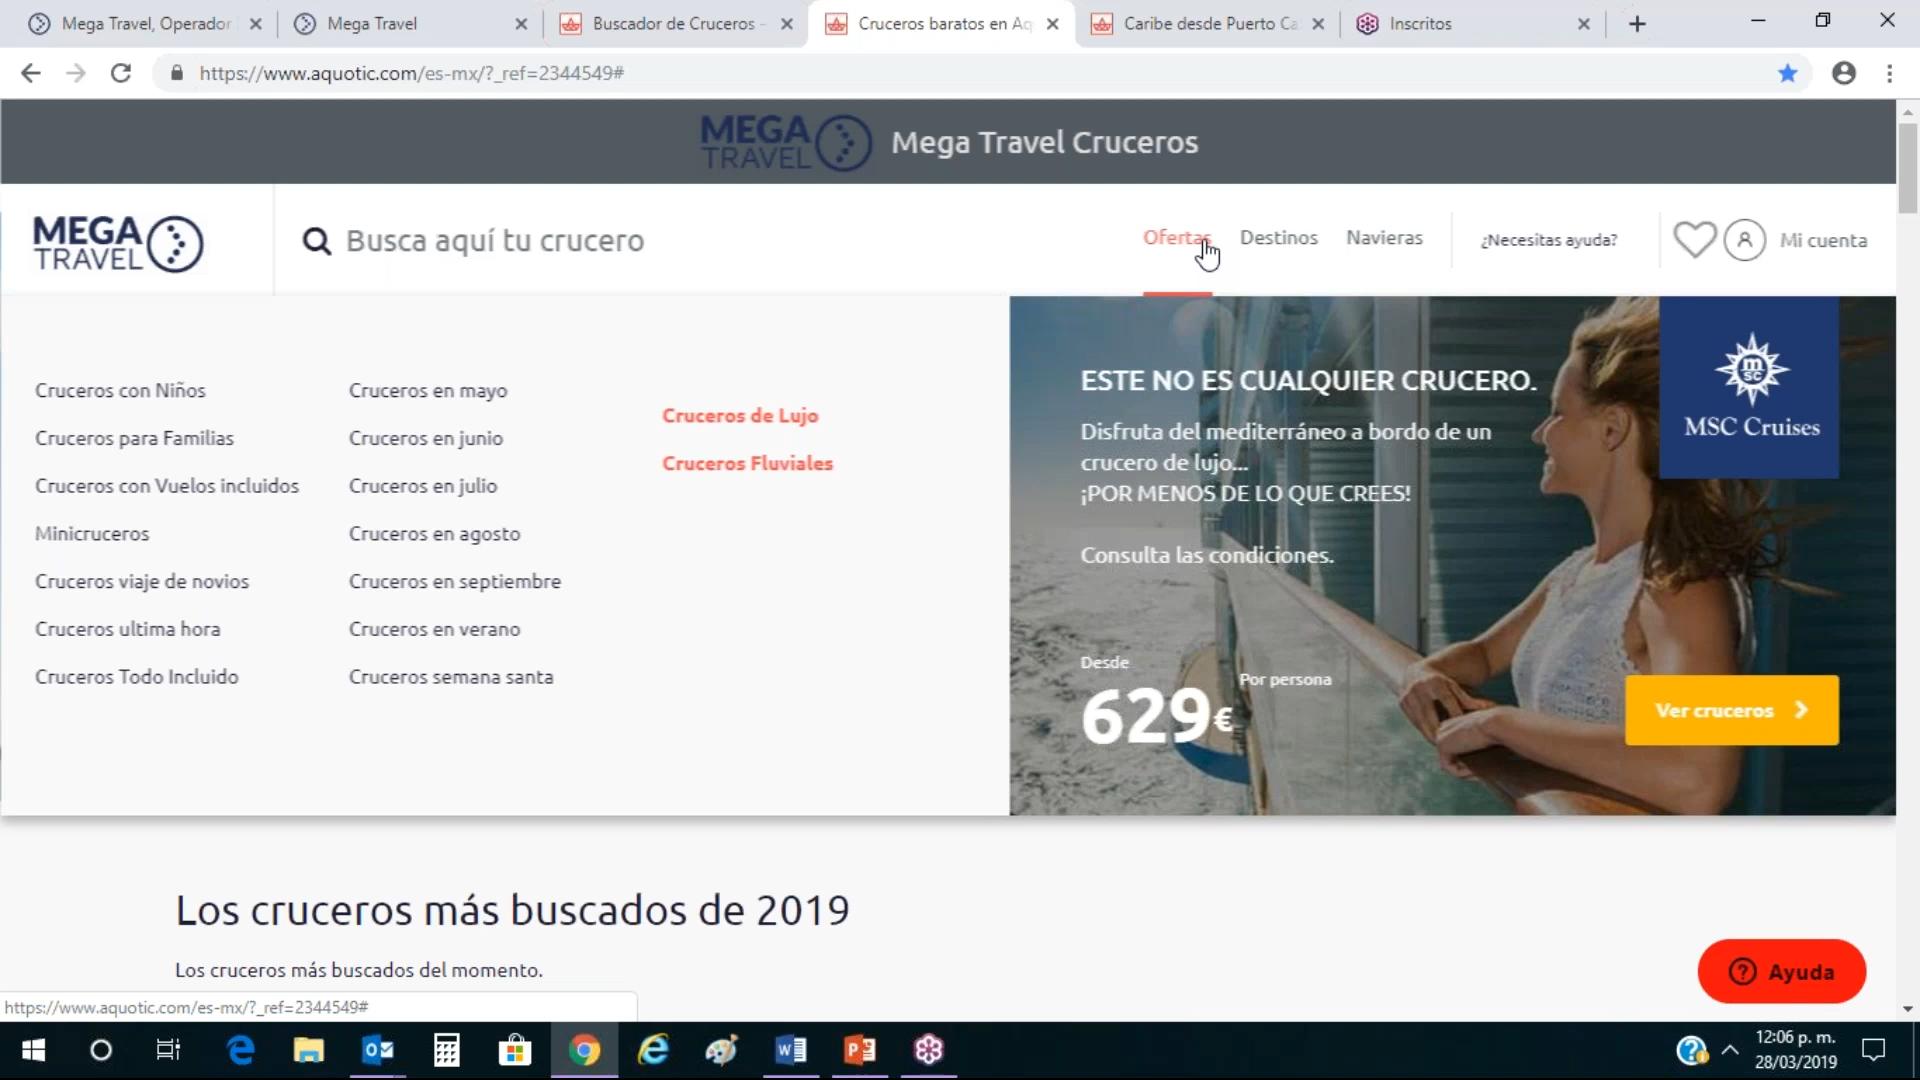 Mega Travel, Operador
Mega Travel
Buscador de Cruceros -
Cruceros baratos en Aq
Caribe desde Puerto Ca
Inscritos
https://www.aquotic.com/es-mx/?_ref=2344549#
MEGA TRAVEL
Mega Travel Cruceros
MEGA TRAVEL
Busca aquí tu crucero
Ofertas
Destinos
Navieras
¿Necesitas ayuda?
Mi cuenta
Cruceros con Niños
Cruceros para Familias
Cruceros con Vuelos incluidos
Minicruceros
Cruceros viaje de novios
Cruceros ultima hora
Cruceros Todo Incluido
Cruceros en mayo
Cruceros en junio
Cruceros en julio
Cruceros en agosto
Cruceros en septiembre
Cruceros en verano
Cruceros semana santa
Cruceros de Lujo
Cruceros Fluviales
ESTE NO ES CUALQUIER CRUCERO.
Disfruta del mediterráneo a bordo de un
crucero de lujo...
¡POR MENOS DE LO QUE CREES!
Consulta las condiciones.
Desde
629€
Por persona
m
SC
MSC Cruises
Ver cruceros
Los cruceros más buscados de 2019
Los cruceros más buscados del momento.
Ayuda
https://www.aquotic.com/es-mx/?_ref=2344549#
12:06 p. m.
28/03/2019